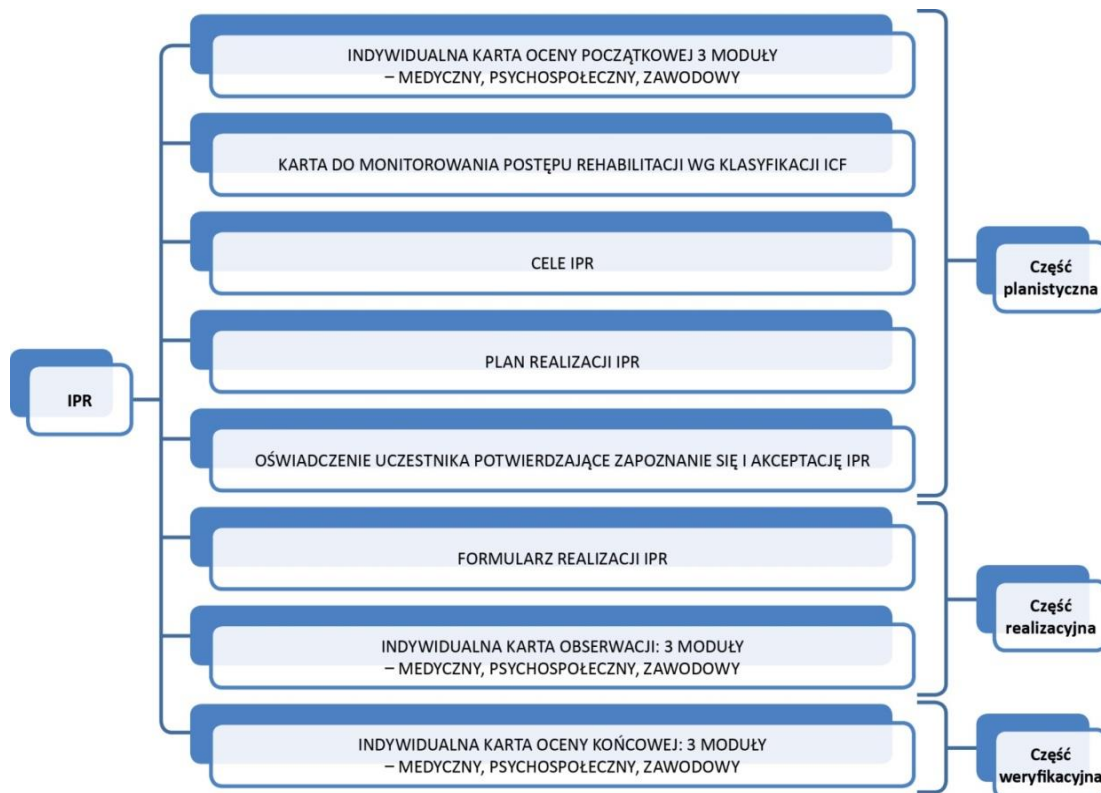 INDYWIDUALNA KARTA OCENY POCZĄTKOWEJ 3 MODUŁY
– MEDYCZNY, PSYCHOSPOŁECZNY, ZAWODOWY
KARTA DO MONITOROWANIA POSTĘPU REHABILITACJI WG KLASYFIKACJI ICF
CELE IPR
Część
planistyczna
PLAN REALIZACJI IPR
IPR
OŚWIADCZENIE UCZESTNIKA POTWIERDZAJĄCE ZAPOZNANIE SIĘ I AKCEPTACJĘ IPR
FORMULARZ REALIZACJI IPR
Część
realizacyjna
INDYWIDUALNA KARTA OBSERWACJI: 3 MODUŁY
– MEDYCZNY, PSYCHOSPOŁECZNY, ZAWODOWY
INDYWIDUALNA KARTA OCENY KOŃCOWEJ: 3 MODUŁY
– MEDYCZNY, PSYCHOSPOŁECZNY, ZAWODOWY
Część
weryfikacyjna